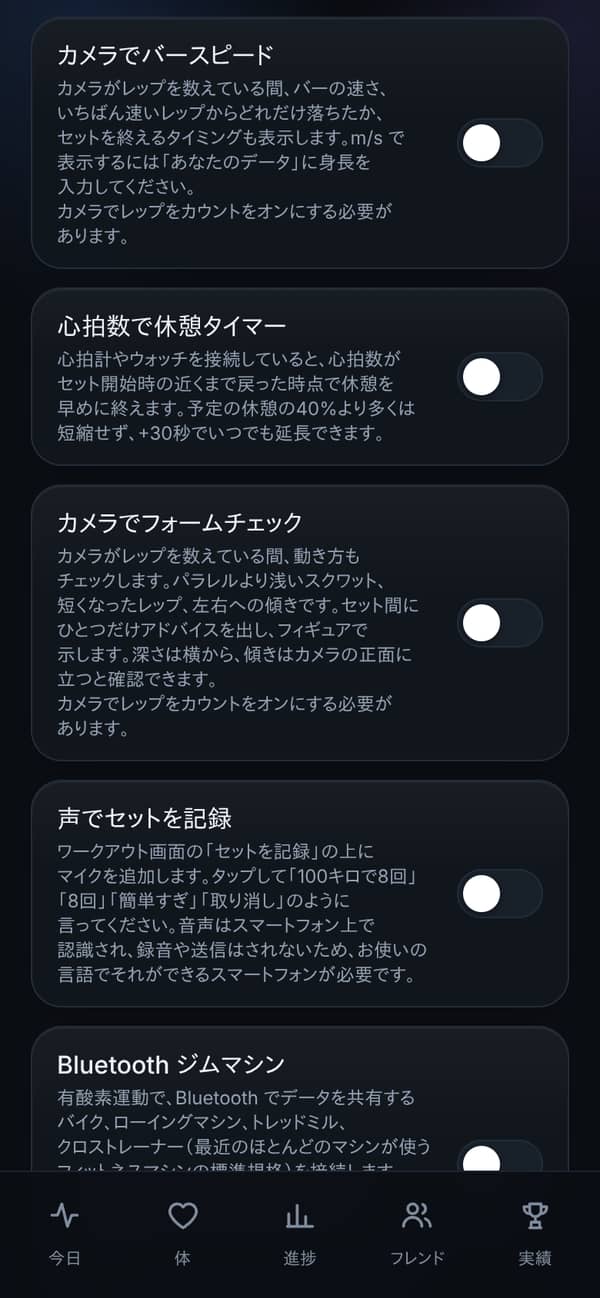 カメラでバースピード
カメラがレップを数えている間、バーの速さ、
いちばん速いレップからどれだけ落ちたか、
セットを終えるタイミングも表示します。m/s で
表示するには「あなたのデータ」に身長を
入力してください。
カメラでレップをカウントをオンにする必要が
あります。
心拍数で休憩タイマー
心拍計やウォッチを接続していると、心拍数が
セット開始時の近くまで戻った時点で休憩を
早めに終えます。予定の休憩の40%より多くは
短縮せず、+30秒でいつでも延長できます。
カメラでフォームチェック
カメラがレップを数えている間、動き方も
チェックします。パラレルより浅いスクワット、
短くなったレップ、左右への傾きです。セット間に
ひとつだけアドバイスを出し、フィギュアで
示します。深さは横から、傾きはカメラの正面に
立つと確認できます。
カメラでレップをカウントをオンにする必要が
あります。
声でセットを記録
ワークアウト画面の「セットを記録」の上に
マイクを追加します。タップして「100キロで8回」
「8回」「簡単すぎ」「取り消し」のように
言ってください。音声はスマートフォン上で
認識され、録音や送信はされないため、お使いの
言語でそれができるスマートフォンが必要です。
Bluetooth ジムマシン
有酸素運動で、Bluetooth でデータを共有する
バイク、ローイングマシン、トレッドミル、
クロストレーナー（最近のほとんどのマシンが使う
フィットネスマシンの標準規格）を接続します。
今日
体
進捗
フレンド
実績